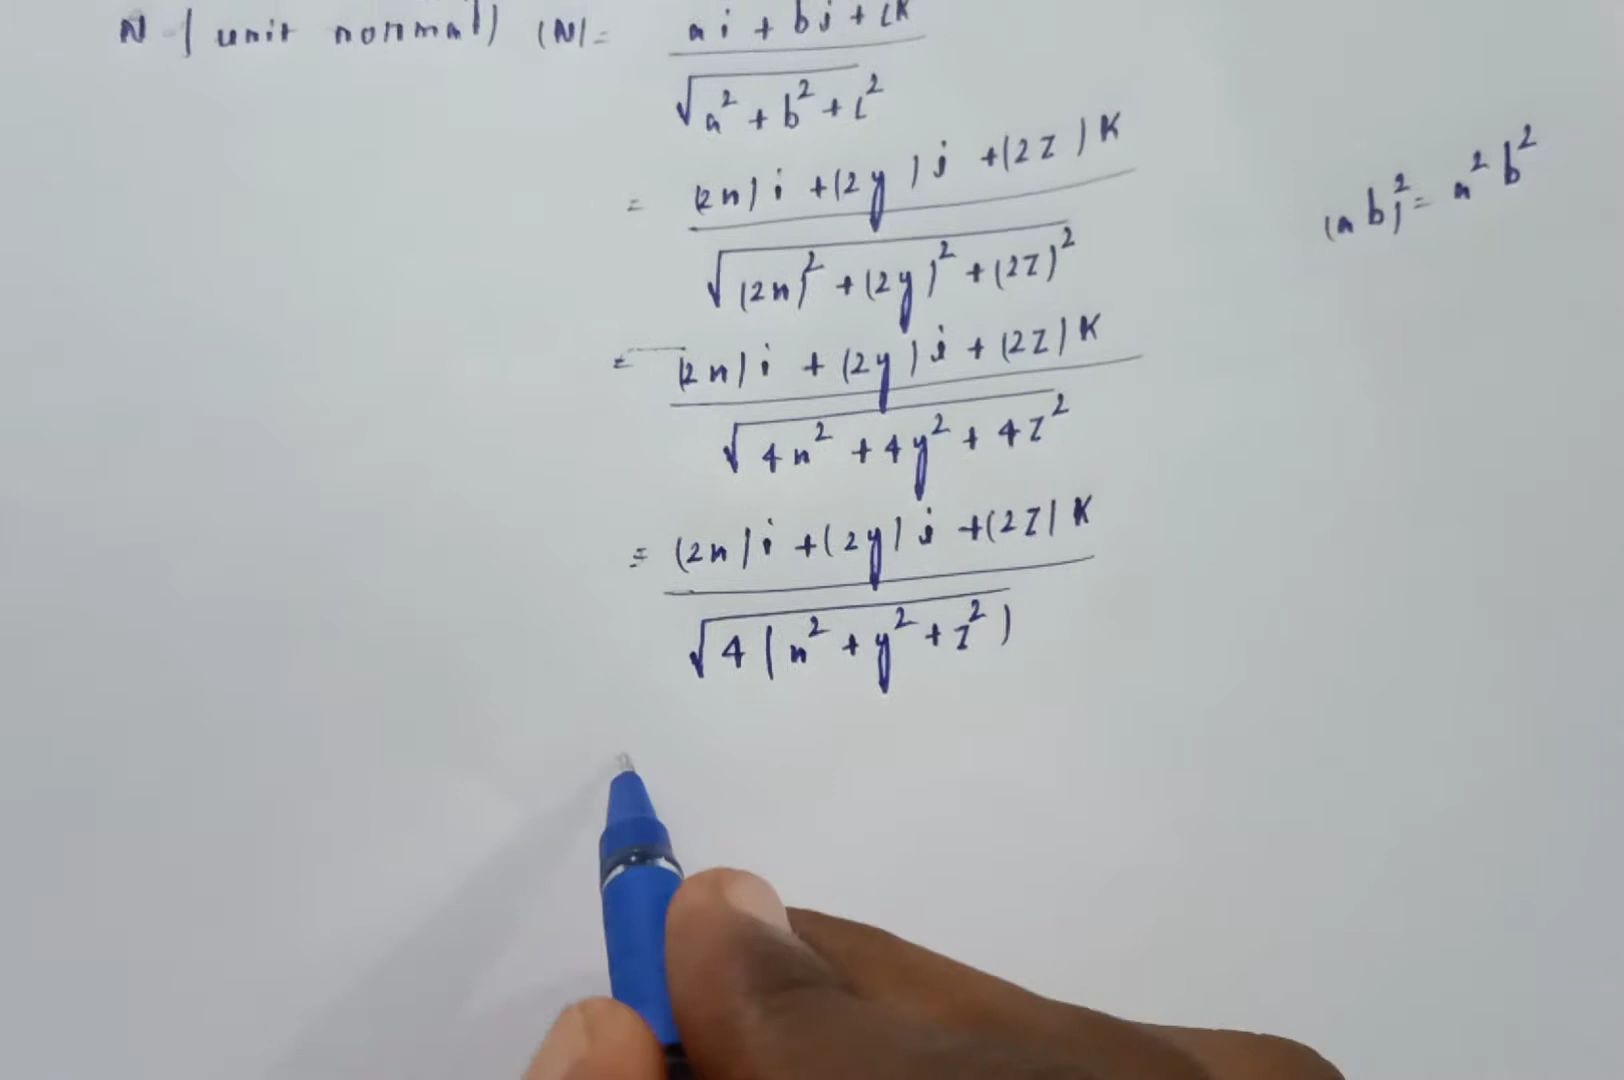 N (unit normal) (N) = ai + bj + cK
√a² + b² + c²
= (2x)i + (2y)j + (2z)K
√(2x)² + (2y)² + (2z)²
(ab)² = a² b²
= (2x)i + (2y)j + (2z)K
√4x² + 4y² + 4z²
= (2x)i + (2y)j + (2z)K
√4(x² + y² + z²)